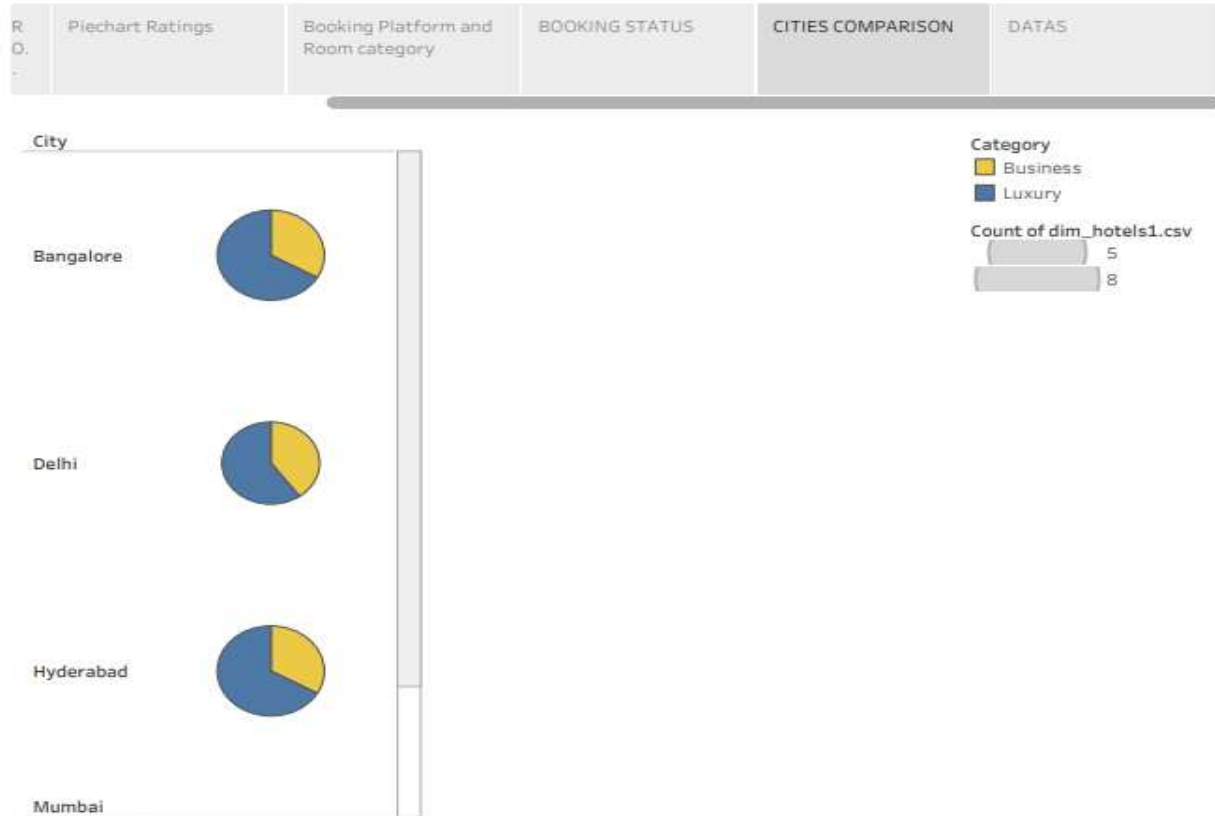 R
O.
.
Piechart Ratings
Booking Platform and
Room category
BOOKING STATUS
CITIES COMPARISON
DATAS
City
Bangalore
Delhi
Hyderabad
Mumbai
Category
Business
Luxury
Count of dim_hotels1.csv
5
8